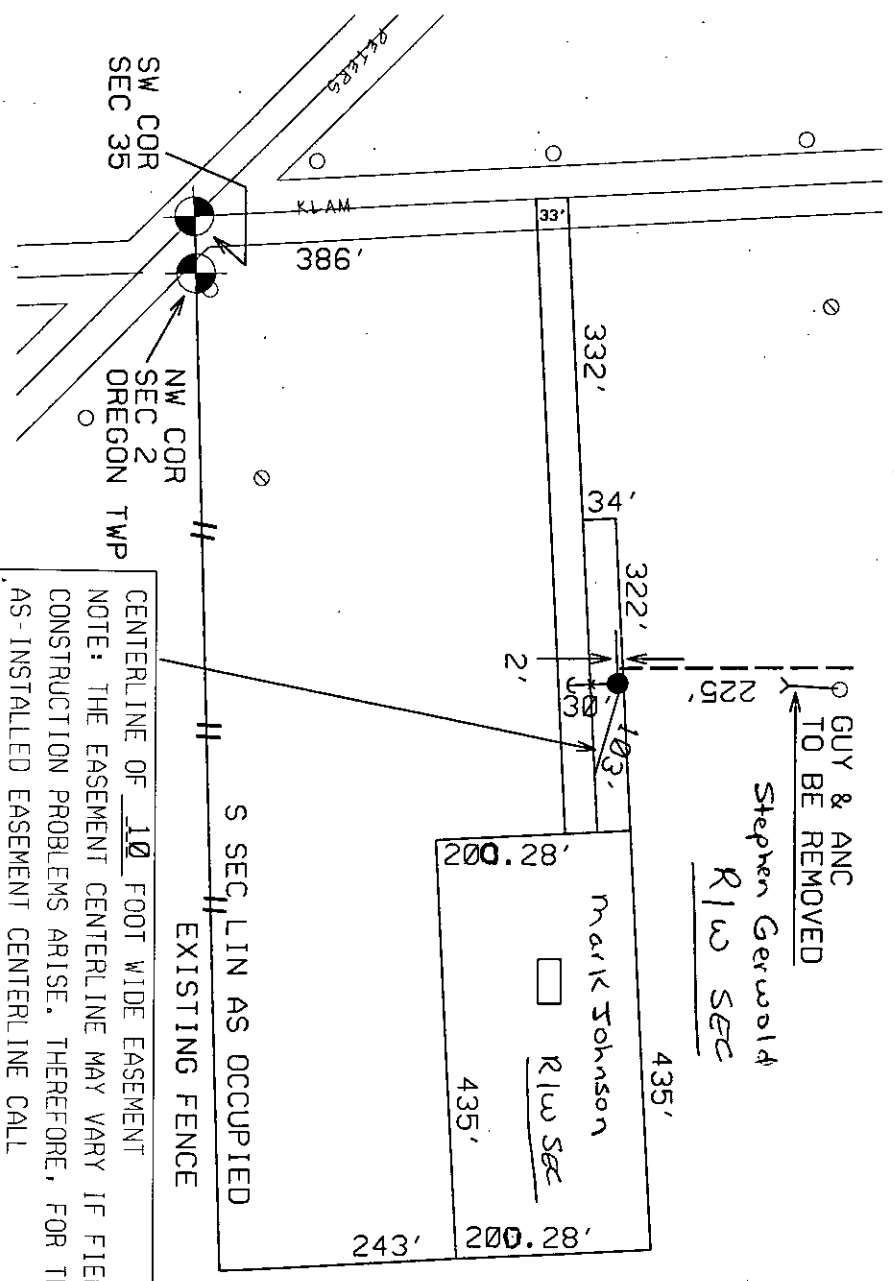 PETERS
SW COR
SEC 35
KLAM
386'
33'
332'
34'
322'
2'
30'
103'
225'
GUY & ANC
TO BE REMOVED
Stephen Gerwold
R/W SEC
NW COR
SEC 2
OREGON TWP
200.28'
Mark Johnson
R/W SEC
435'
435'
200.28'
243'
S SEC LIN AS OCCUPIED
EXISTING FENCE
CENTERLINE OF 10 FOOT WIDE EASEMENT
NOTE: THE EASEMENT CENTERLINE MAY VARY IF FIE
CONSTRUCTION PROBLEMS ARISE. THEREFORE, FOR T
AS-INSTALLED EASEMENT CENTERLINE CALL